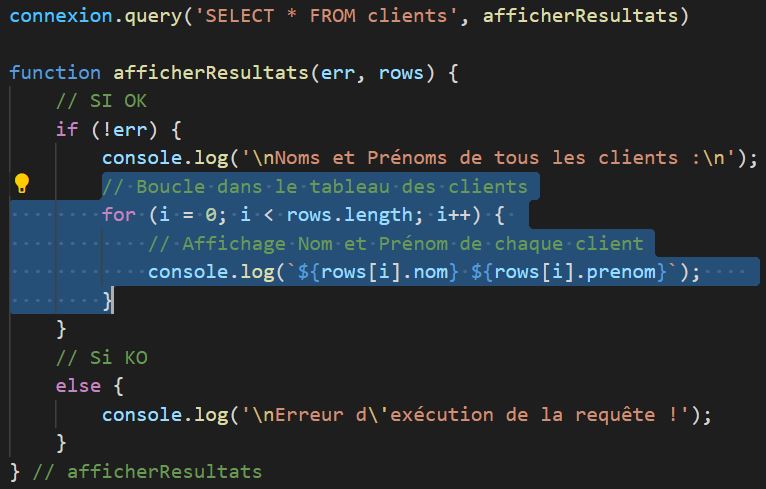 connexion.query('SELECT * FROM clients', afficherResultats)
function afficherResultats(err, rows) {
// SI OK
if (!err) {
console.log('\nNoms et Prénoms de tous les clients :\n');
// Boucle dans le tableau des clients
for (i = 0; i < rows.length; i++) {
// Affichage Nom et Prénom de chaque client
console.log(`${rows[i].nom} ${rows[i].prenom}`);
}
}
// Si KO
else {
console.log('\nErreur d\'exécution de la requête !');
}
} // afficherResultats